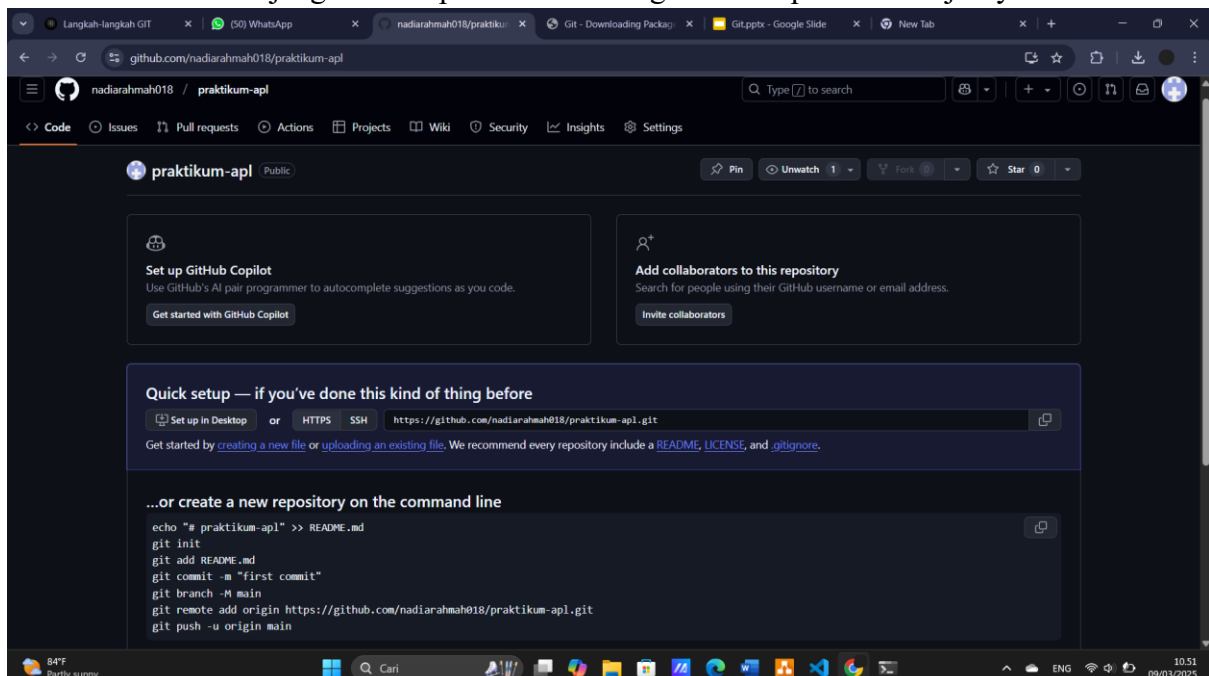 Langkah-langkah GIT
(50) WhatsApp
nadiarahmah018/praktikur
Git - Downloading Packag
Git.pptx - Google Slide
New Tab
github.com/nadiarahmah018/praktikum-apl
nadiarahmah018 / praktikum-apl
Type / to search
Code Issues Pull requests Actions Projects Wiki Security Insights Settings
praktikum-apl Public
Pin Unwatch 1 Fork 0 Star 0
Set up GitHub Copilot
Use GitHub's AI pair programmer to autocomplete suggestions as you code.
Get started with GitHub Copilot
Add collaborators to this repository
Search for people using their GitHub username or email address.
Invite collaborators
Quick setup — if you've done this kind of thing before
Set up in Desktop or HTTPS SSH https://github.com/nadiarahmah018/praktikum-apl.git
Get started by creating a new file or uploading an existing file. We recommend every repository include a README, LICENSE, and .gitignore.
...or create a new repository on the command line
echo "# praktikum-apl" >> README.md
git init
git add README.md
git commit -m "first commit"
git branch -M main
git remote add origin https://github.com/nadiarahmah018/praktikum-apl.git
git push -u origin main
84°F
Partly sunny
Cari
ENG
10.51
09/03/2025